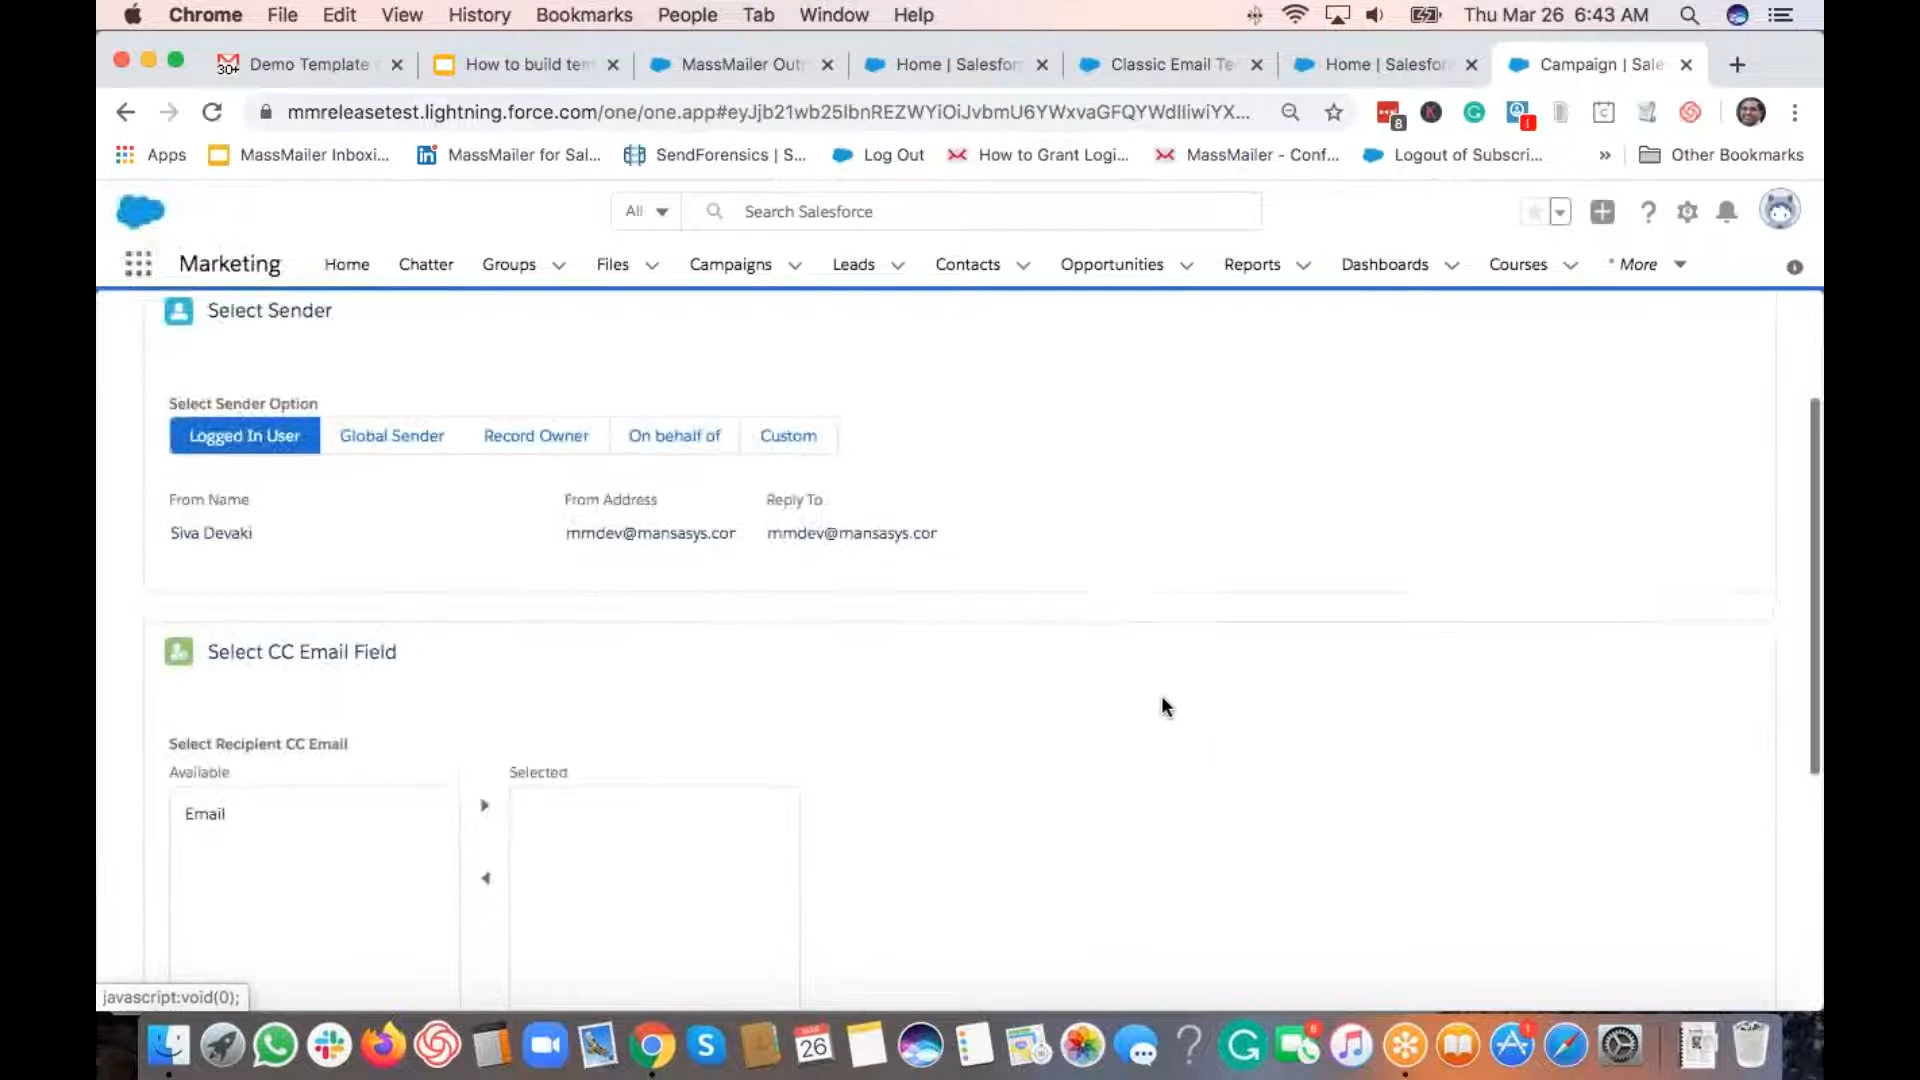 Chrome File Edit View History Bookmarks People Tab Window Help Thu Mar 26 6:43 AM
30+ Demo Template How to build tem MassMailer Out Home | Salesfor Classic Email Te Home | Salesfor Campaign | Sale
mmreleasetest.lightning.force.com/one/one.app#eyJjb21wb25lbnREZWYiOiJvbmU6YWxvaGFQYWdlIiwiYX... 8 1
Apps MassMailer Inboxi... MassMailer for Sal... SendForensics | S... Log Out How to Grant Logi... MassMailer - Conf... Logout of Subscri... » Other Bookmarks
All Search Salesforce
Marketing Home Chatter Groups Files Campaigns Leads Contacts Opportunities Reports Dashboards Courses * More
Select Sender
Select Sender Option
Logged In User Global Sender Record Owner On behalf of Custom
From Name From Address Reply To
Siva Devaki mmdev@mansasys.cor mmdev@mansasys.cor
Select CC Email Field
Select Recipient CC Email
Available Selected
Email
javascript:void(0);
MAR
26